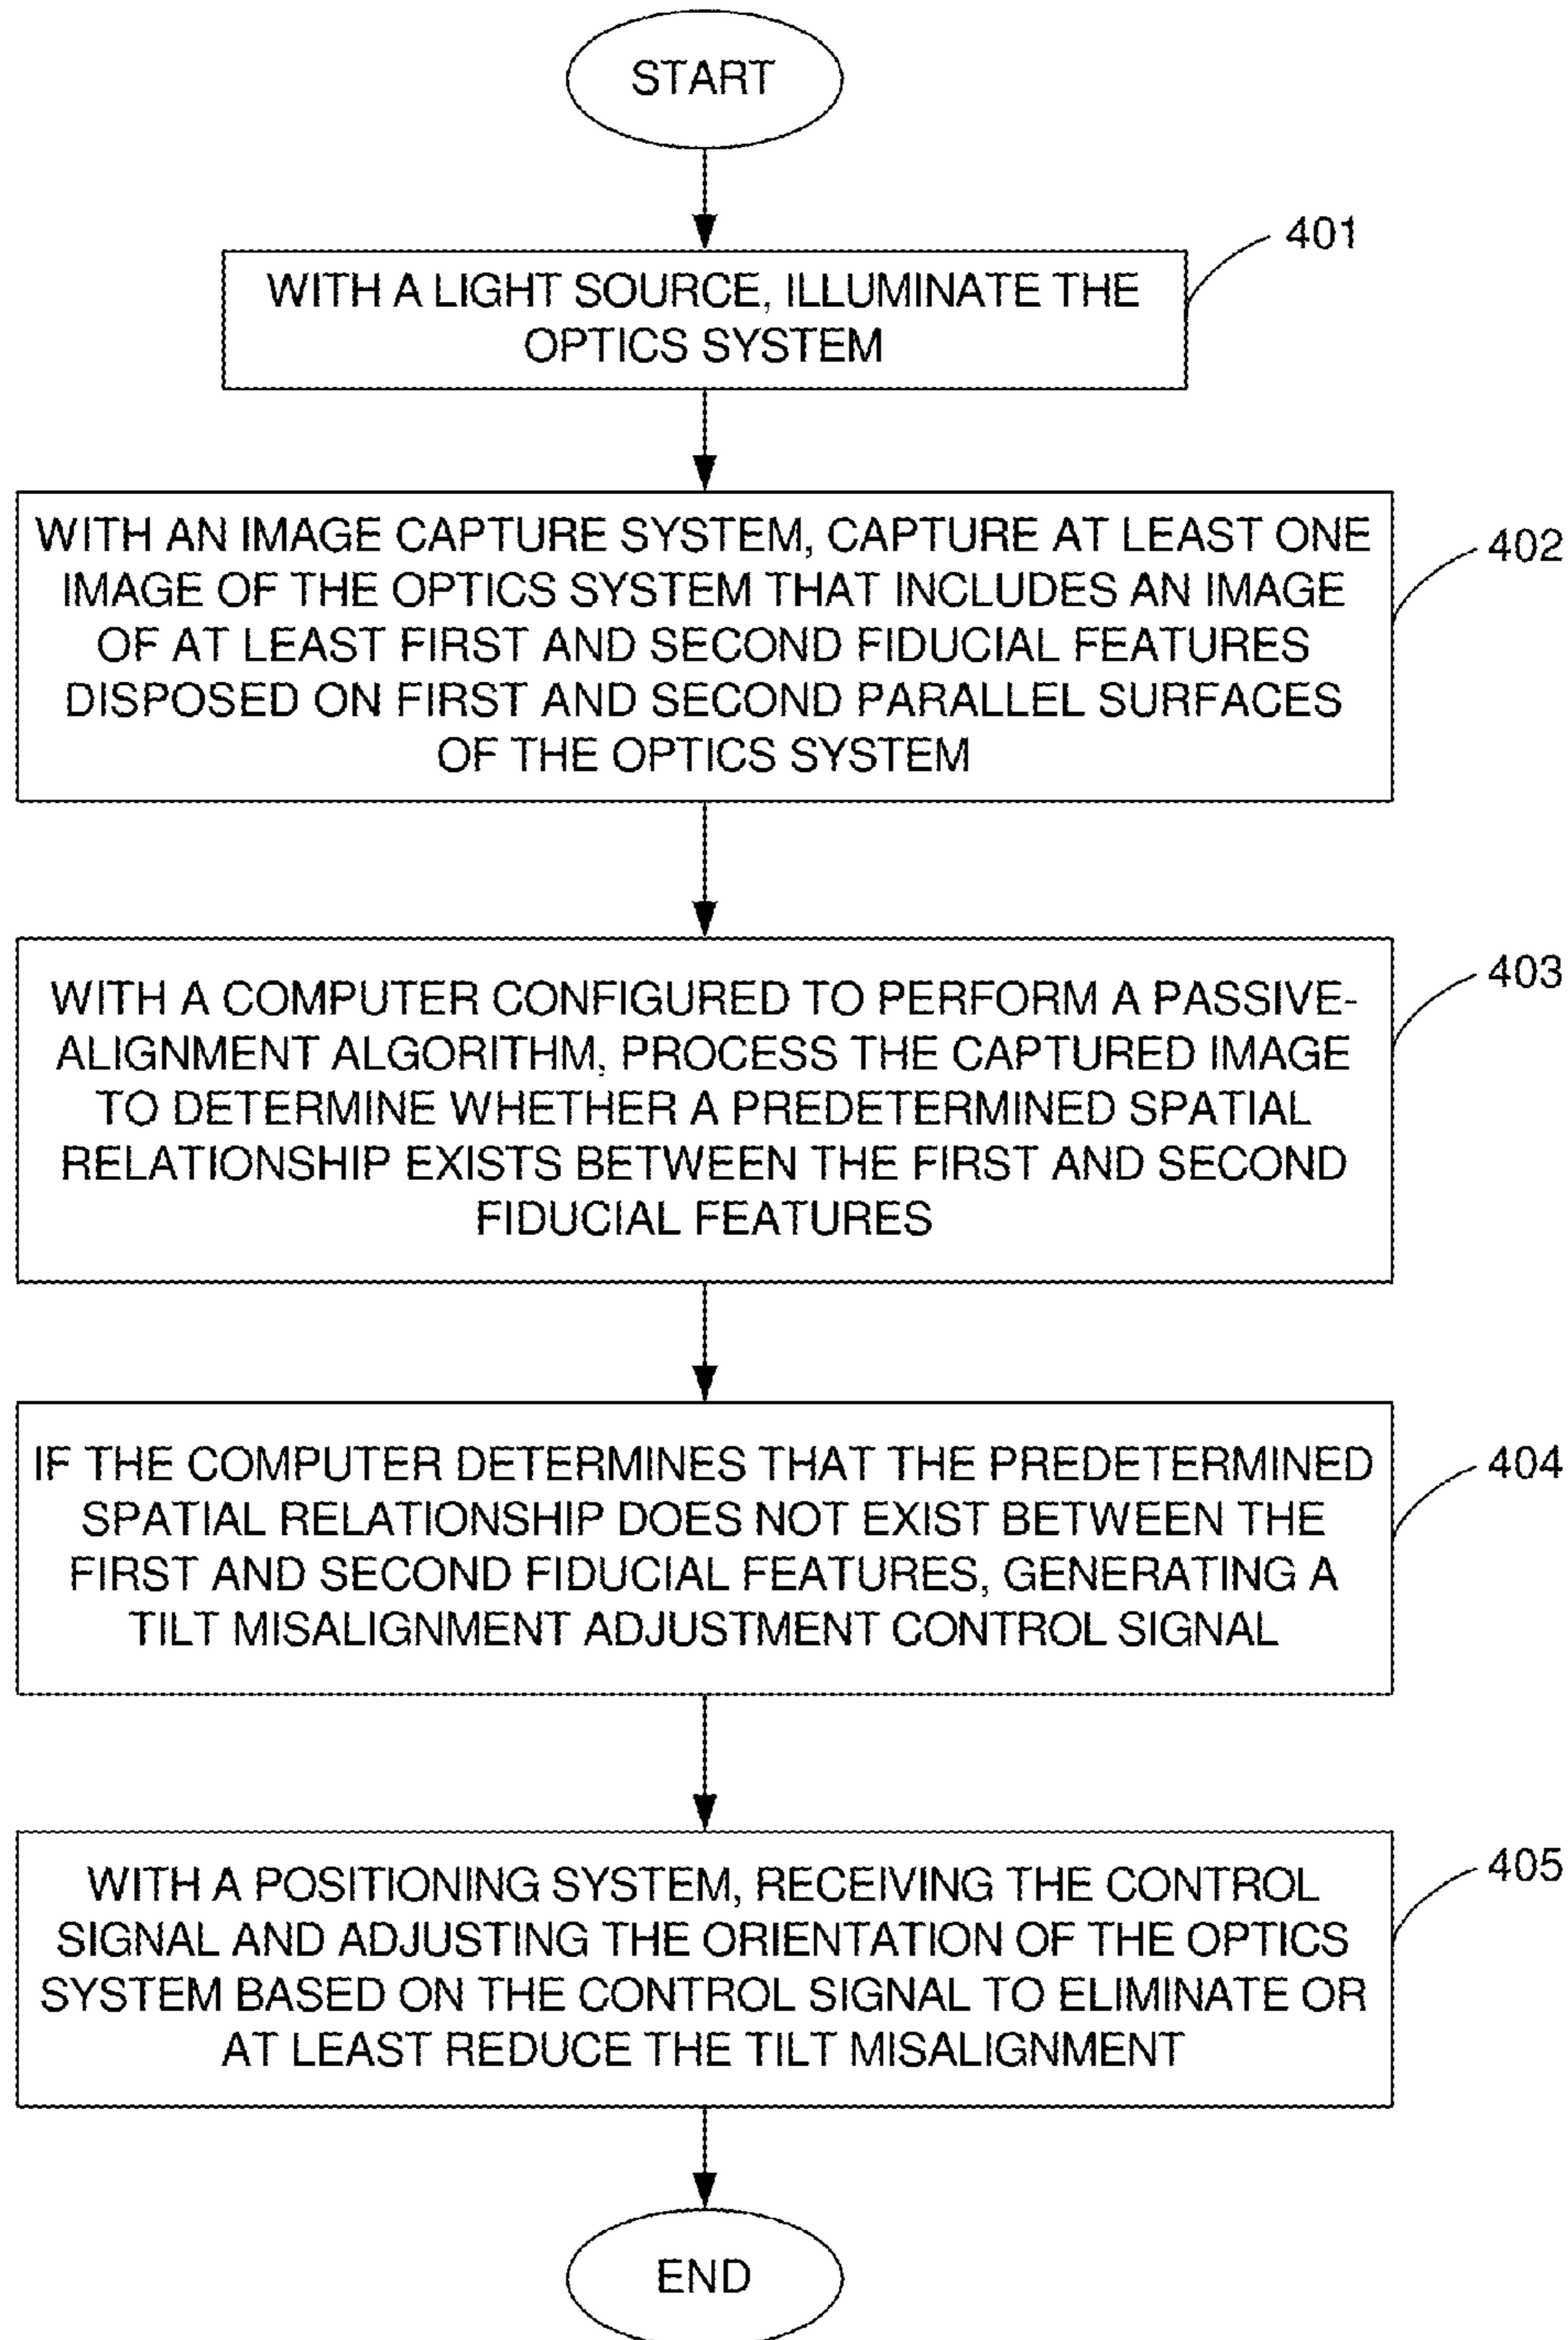 START
401
WITH A LIGHT SOURCE, ILLUMINATE THE
OPTICS SYSTEM
402
WITH AN IMAGE CAPTURE SYSTEM, CAPTURE AT LEAST ONE
IMAGE OF THE OPTICS SYSTEM THAT INCLUDES AN IMAGE
OF AT LEAST FIRST AND SECOND FIDUCIAL FEATURES
DISPOSED ON FIRST AND SECOND PARALLEL SURFACES
OF THE OPTICS SYSTEM
403
WITH A COMPUTER CONFIGURED TO PERFORM A PASSIVE-
ALIGNMENT ALGORITHM, PROCESS THE CAPTURED IMAGE
TO DETERMINE WHETHER A PREDETERMINED SPATIAL
RELATIONSHIP EXISTS BETWEEN THE FIRST AND SECOND
FIDUCIAL FEATURES
404
IF THE COMPUTER DETERMINES THAT THE PREDETERMINED
SPATIAL RELATIONSHIP DOES NOT EXIST BETWEEN THE
FIRST AND SECOND FIDUCIAL FEATURES, GENERATING A
TILT MISALIGNMENT ADJUSTMENT CONTROL SIGNAL
405
WITH A POSITIONING SYSTEM, RECEIVING THE CONTROL
SIGNAL AND ADJUSTING THE ORIENTATION OF THE OPTICS
SYSTEM BASED ON THE CONTROL SIGNAL TO ELIMINATE OR
AT LEAST REDUCE THE TILT MISALIGNMENT
END